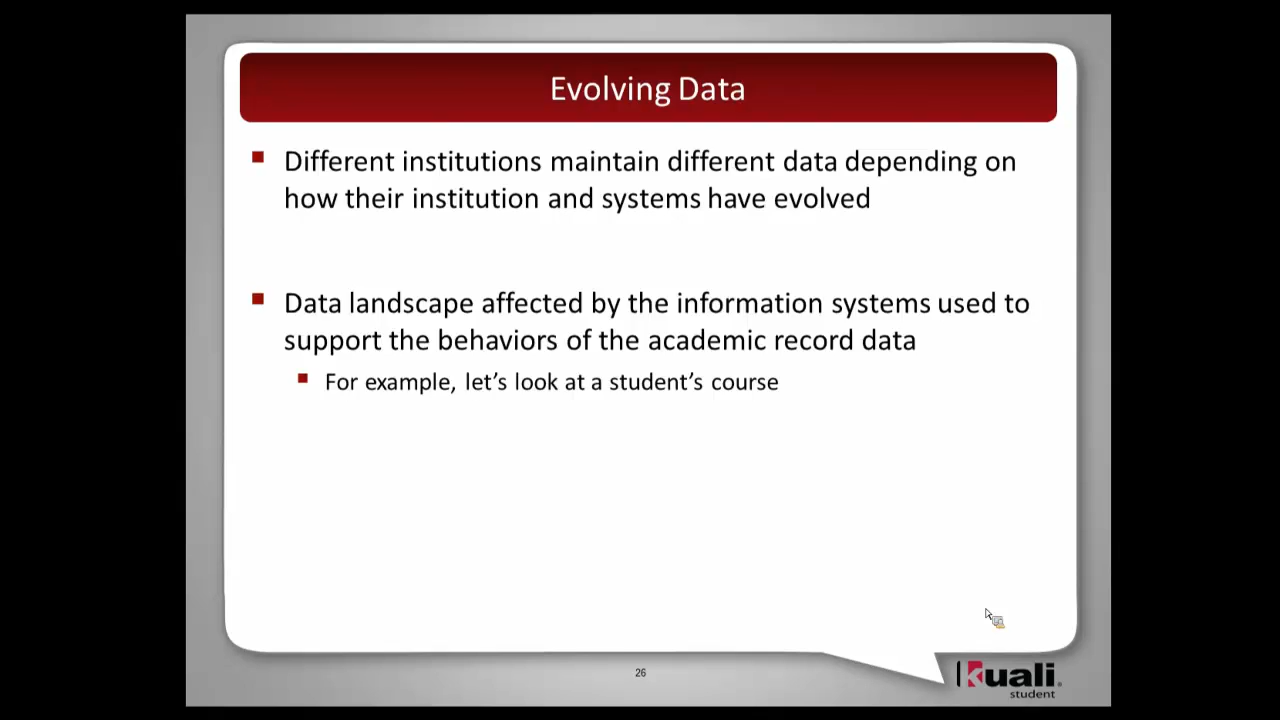 Evolving Data
Different institutions maintain different data depending on
how their institution and systems have evolved
Data landscape affected by the information systems used to
support the behaviors of the academic record data
For example, let's look at a student's course
26
kuali®
student